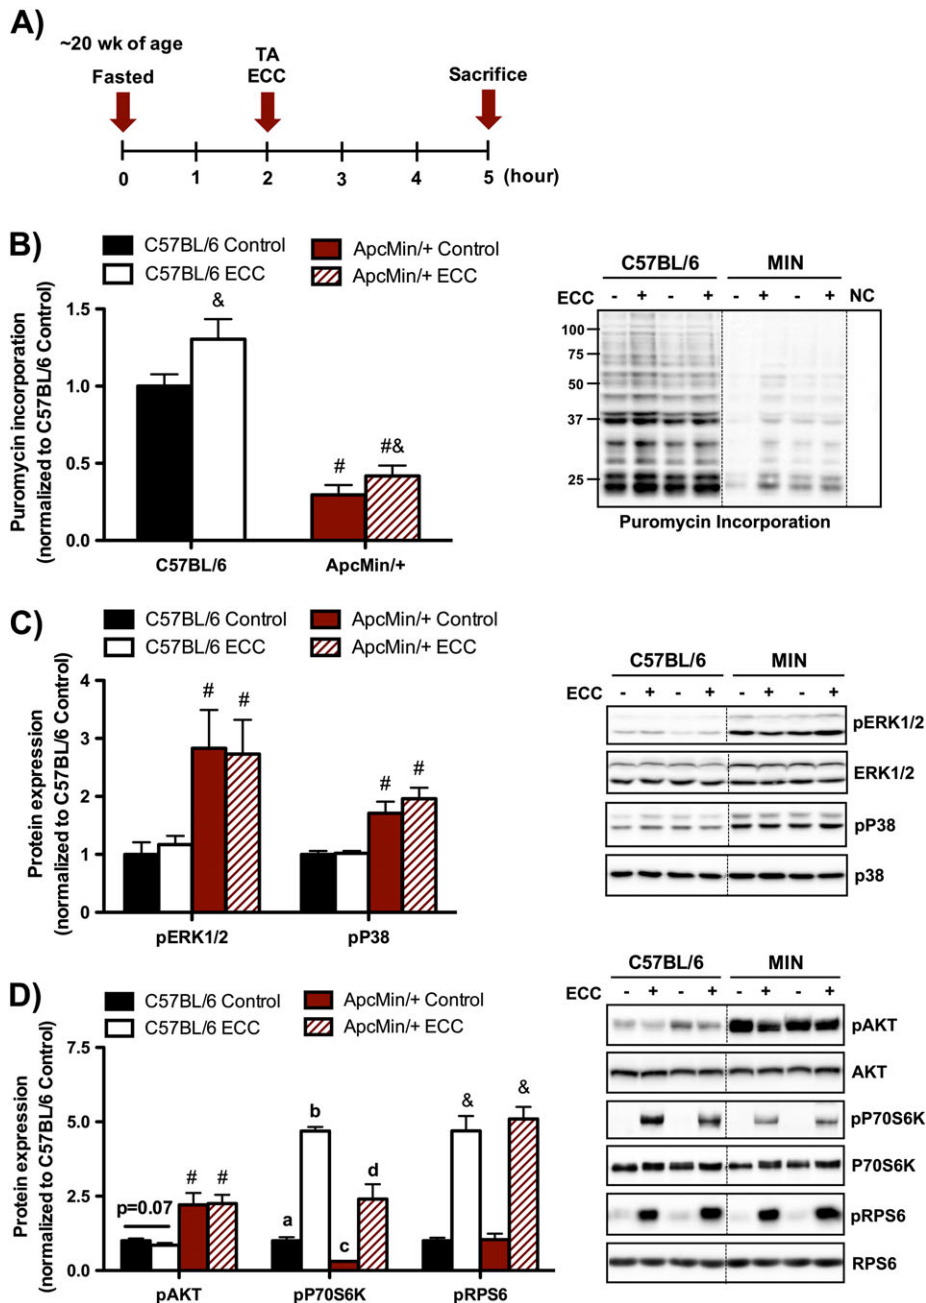 A)
~20 wk of age
Fasted
TA
ECC
Sacrifice
0 1 2 3 4 5 (hour)
B)
C57BL/6 Control
C57BL/6 ECC
ApcMin/+ Control
ApcMin/+ ECC
Puromycin incorporation
(normalized to C57BL/6 Control)
1.5
1.0
0.5
0.0
&
#
#&
C57BL/6 ApcMin/+
C57BL/6 MIN
ECC - + - + - + - + NC
100
75
50
37
25
Puromycin Incorporation
C)
C57BL/6 Control
C57BL/6 ECC
ApcMin/+ Control
ApcMin/+ ECC
Protein expression
(normalized to C57BL/6 Control)
4
3
2
1
0
# #
# #
pERK1/2 pP38
C57BL/6 MIN
ECC - + - + - + - +
pERK1/2
ERK1/2
pP38
p38
D)
C57BL/6 Control
C57BL/6 ECC
ApcMin/+ Control
ApcMin/+ ECC
Protein expression
(normalized to C57BL/6 Control)
7.5
5.0
2.5
0.0
p=0.07
# #
a b c d
& &
pAKT pP70S6K pRPS6
C57BL/6 MIN
ECC - + - + - + - +
pAKT
AKT
pP70S6K
P70S6K
pRPS6
RPS6